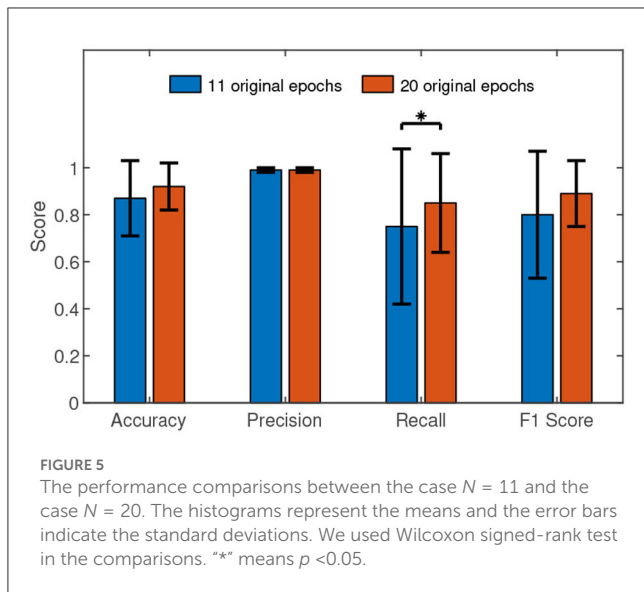 11 original epochs
20 original epochs
*
1
0.8
0.6
0.4
0.2
0
Score
Accuracy
Precision
Recall
F1 Score
FIGURE 5
The performance comparisons between the case N = 11 and the
case N = 20. The histograms represent the means and the error bars
indicate the standard deviations. We used Wilcoxon signed-rank test
in the comparisons. “*” means p <0.05.